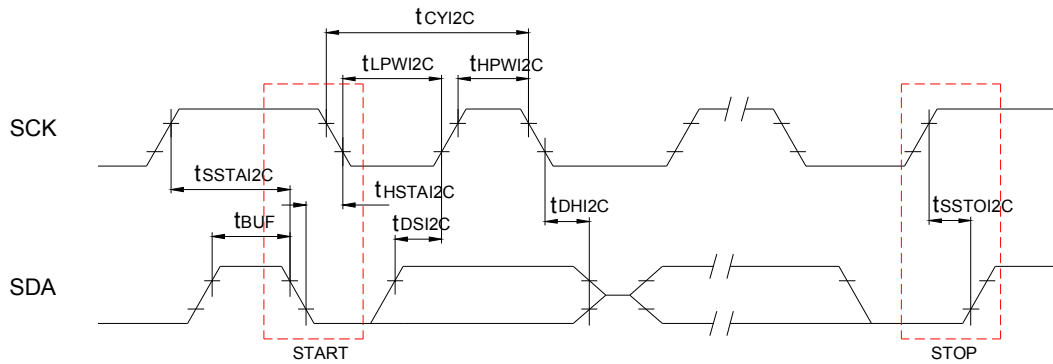 tCYI2C
tLPWI2C
tHPWI2C
SCK
tSSTAI2C
tHSTAI2C
tBUF
tDSI2C
tDHI2C
tSSTOI2C
SDA
START
STOP